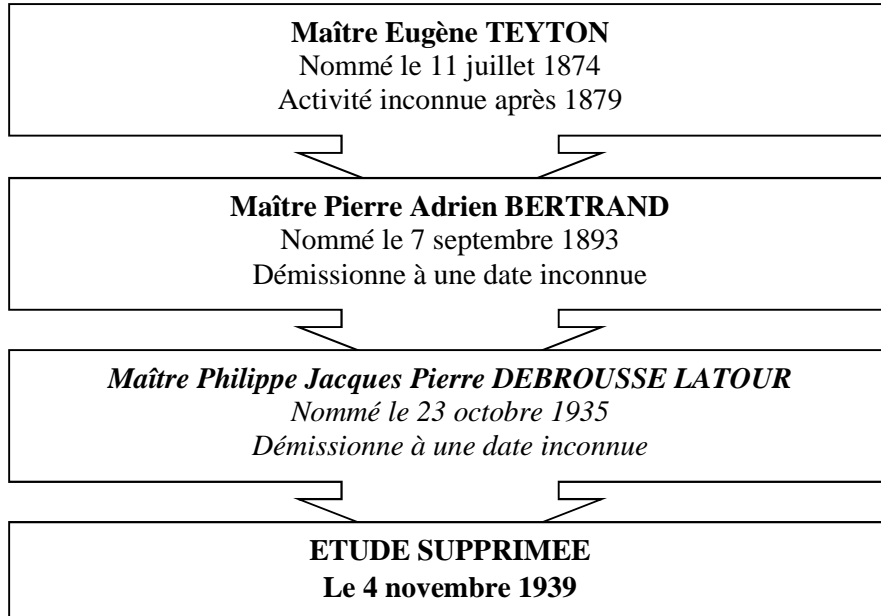 Maître Eugène TEYTON
Nommé le 11 juillet 1874
Activité inconnue après 1879
Maître Pierre Adrien BERTRAND
Nommé le 7 septembre 1893
Démissionne à une date inconnue
Maître Philippe Jacques Pierre DEBROUSSE LATOUR
Nommé le 23 octobre 1935
Démissionne à une date inconnue
ETUDE SUPPRIMEE
Le 4 novembre 1939